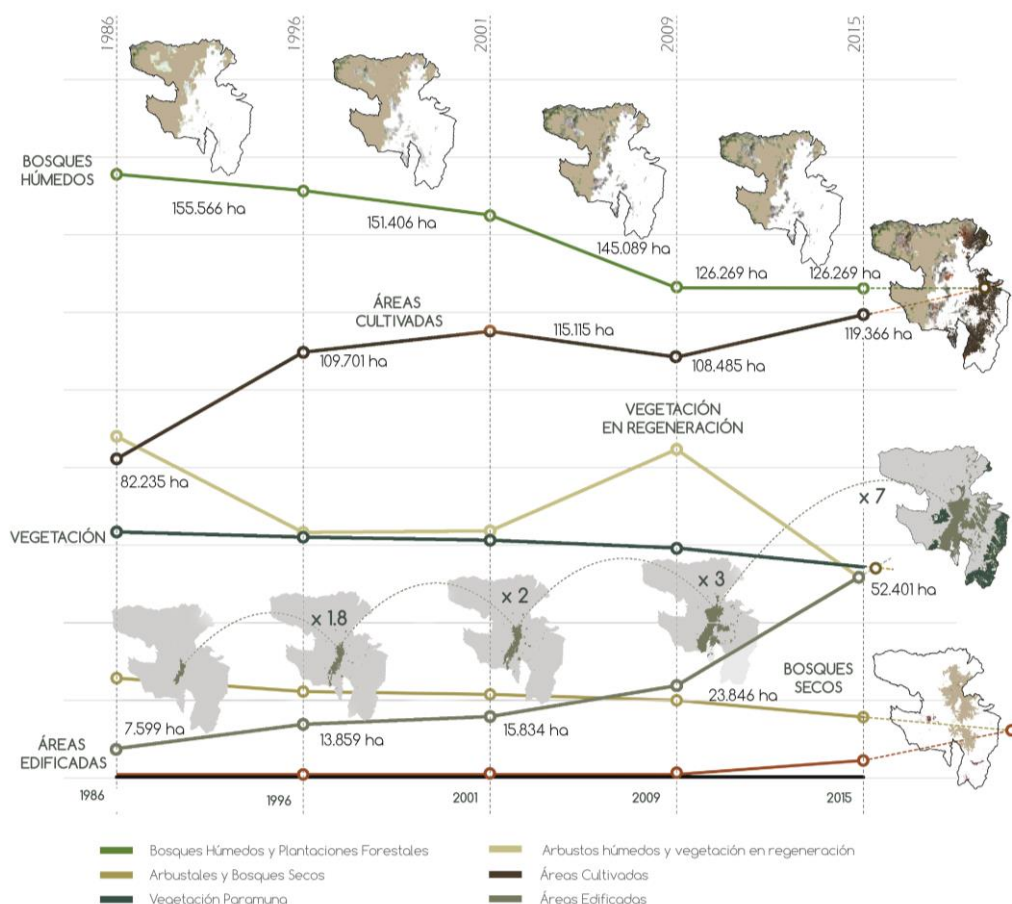 1986
1996
2001
2009
2015
BOSQUES
HÚMEDOS
155.566 ha
151.406 ha
145.089 ha
126.269 ha
126.269 ha
ÁREAS
CULTIVADAS
115.115 ha
119.366 ha
109.701 ha
108.485 ha
VEGETACIÓN
EN REGENERACIÓN
82.235 ha
x 7
VEGETACIÓN
x 3
52.401 ha
x 2
x 1.8
BOSQUES
SECOS
23.846 ha
7.599 ha
15.834 ha
13.859 ha
ÁREAS
EDIFICADAS
1986
1996
2001
2009
2015
Bosques Húmedos y Plantaciones Forestales
Arbustos húmedos y vegetación en regeneración
Arbustales y Bosques Secos
Áreas Cultivadas
Vegetación Paramuna
Áreas Edificadas